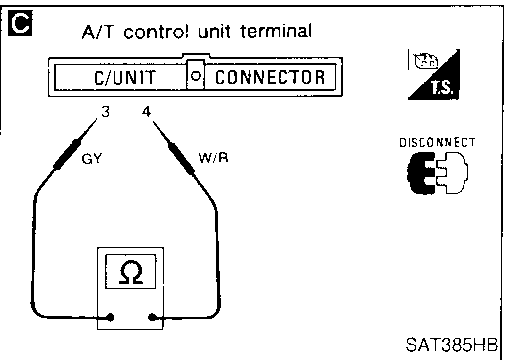 C
A/T control unit terminal
C/UNIT CONNECTOR
T.S.
3 4
DISCONNECT
GY W/R
Ω
SAT385HB